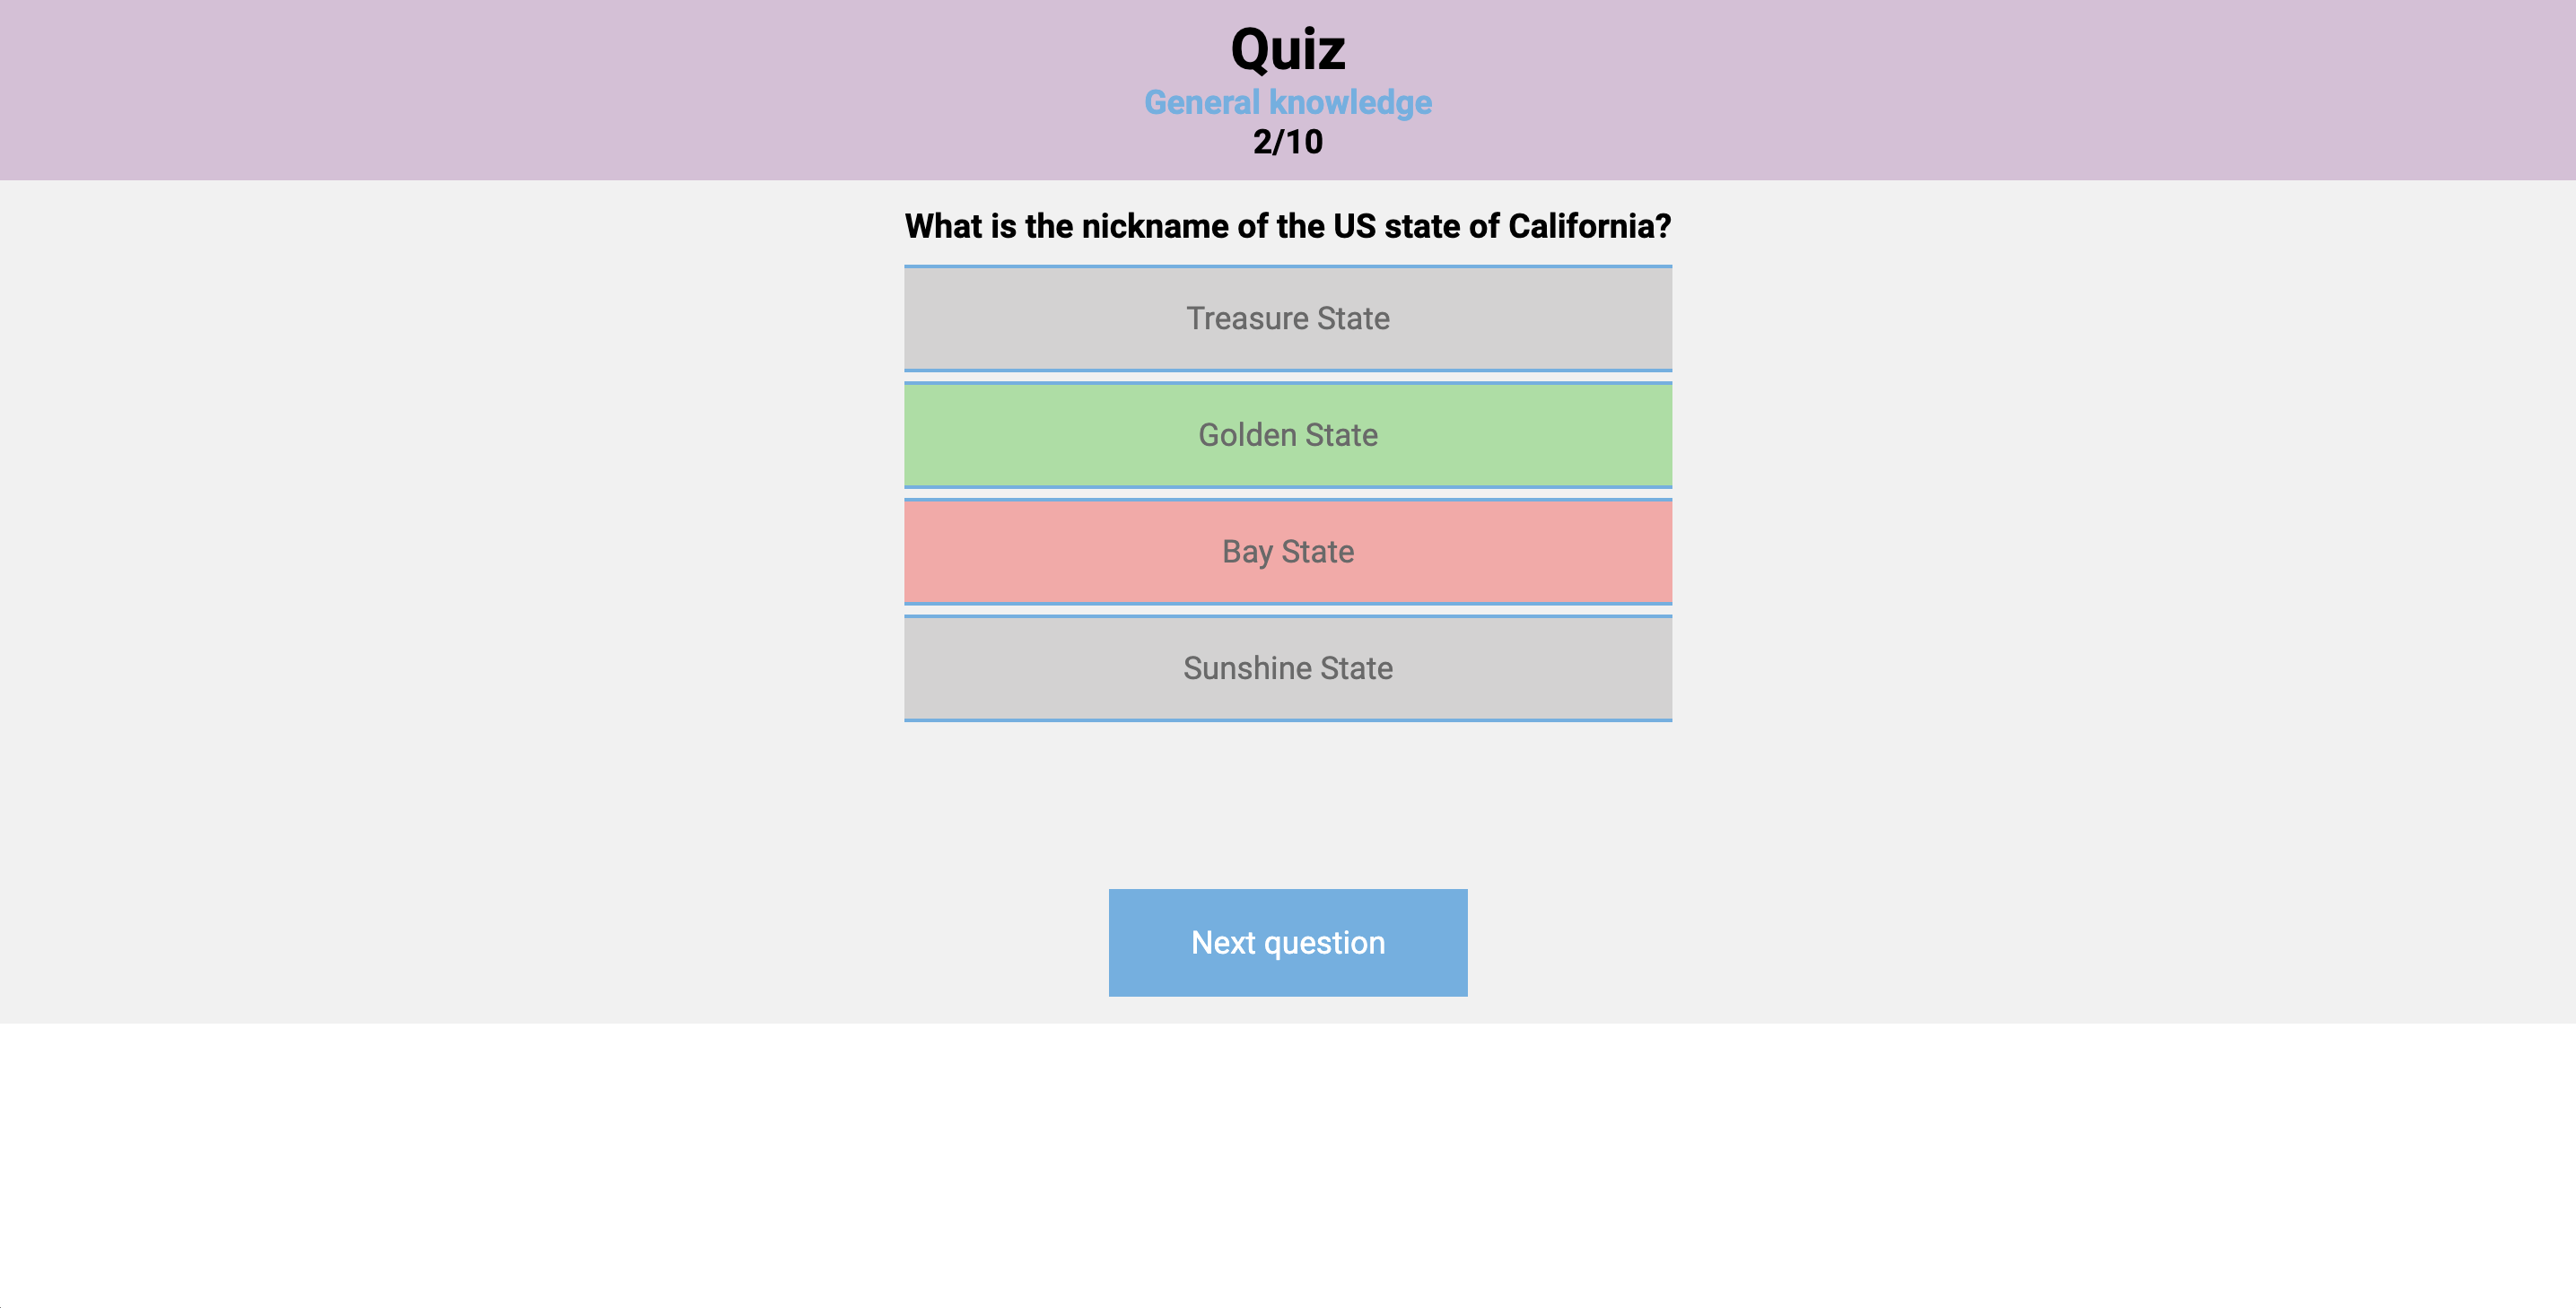 Quiz
General knowledge
2/10
What is the nickname of the US state of California?
Treasure State
Golden State
Bay State
Sunshine State
Next question